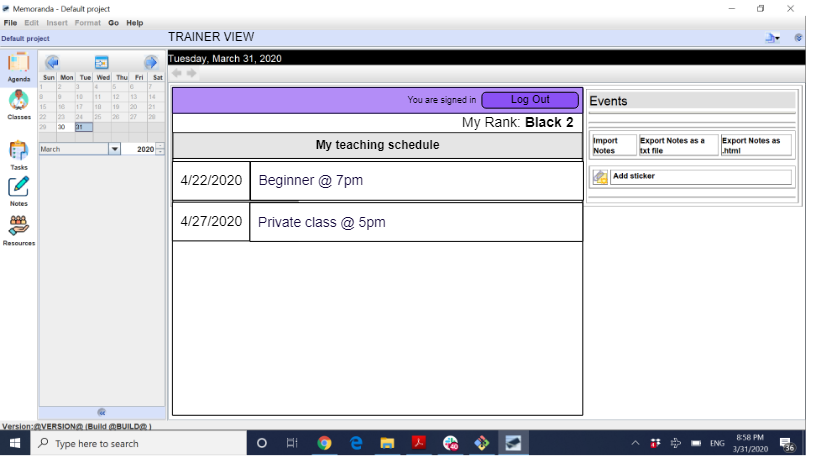 Memoranda - Default project
File Edit Insert Format Go Help
Default project
TRAINER VIEW
Agenda
Classes
Tasks
Notes
Resources
Sun Mon Tue Wed Thu Fri Sat
1 2 3 4 5 6 7
8 9 10 11 12 13 14
15 16 17 18 19 20 21
22 23 24 25 26 27 28
29 30 31
March 2020
Tuesday, March 31, 2020
You are signed in Log Out
My Rank: Black 2
My teaching schedule
4/22/2020 Beginner @ 7pm
4/27/2020 Private class @ 5pm
Events
Import Notes
Export Notes as a txt file
Export Notes as .html
Add sticker
Version:@VERSION@ (Build @BUILD@ )
Type here to search
40
ENG
8:58 PM
3/31/2020
36